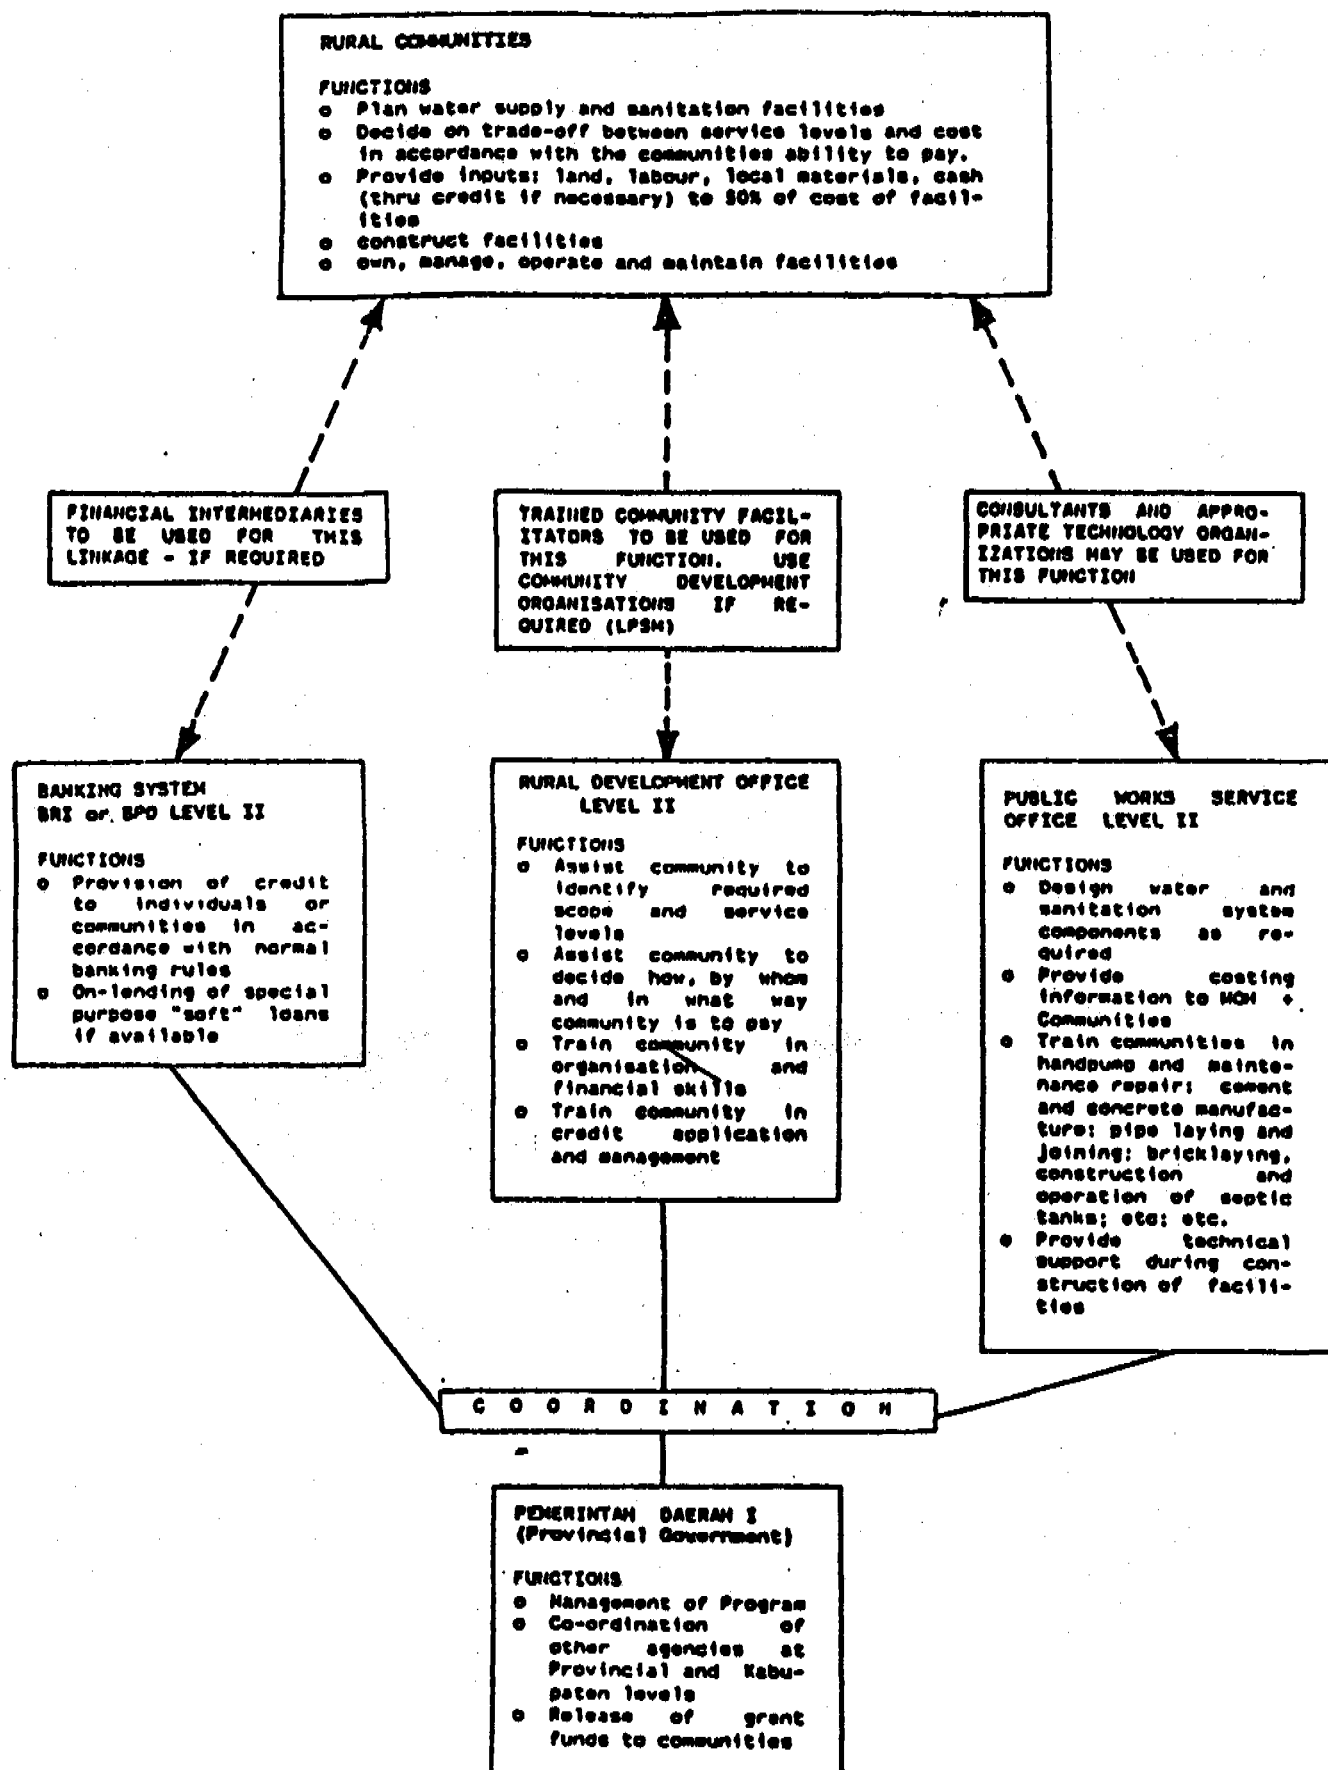 RURAL COMMUNITIES
FUNCTIONS
o Plan water supply and sanitation facilities
o Decide on trade-off between service levels and cost
in accordance with the communities ability to pay.
o Provide inputs: land, labour, local materials, cash
(thru credit if necessary) to 80% of cost of facil-
ities
o construct facilities
o own, manage, operate and maintain facilities
FINANCIAL INTERMEDIARIES
TO BE USED FOR THIS
LINKAGE - IF REQUIRED
TRAINED COMMUNITY FACIL-
ITATORS TO BE USED FOR
THIS FUNCTION. USE
COMMUNITY DEVELOPMENT
ORGANISATIONS IF RE-
QUIRED (LPSM)
CONSULTANTS AND APPRO-
PRIATE TECHNOLOGY ORGAN-
IZATIONS MAY BE USED FOR
THIS FUNCTION
BANKING SYSTEM
BRI or BPD LEVEL II
FUNCTIONS
o Provision of credit
to individuals or
communities in ac-
cordance with normal
banking rules
o On-lending of special
purpose "soft" loans
if available
RURAL DEVELOPMENT OFFICE
LEVEL II
FUNCTIONS
o Assist community to
identify required
scope and service
levels
o Assist community to
decide how, by whom
and in what way
community is to pay
o Train community in
organisation and
financial skills
o Train community in
credit application
and management
PUBLIC WORKS SERVICE
OFFICE LEVEL II
FUNCTIONS
o Design water and
sanitation system
components as re-
quired
o Provide costing
information to MOH +
Communities
o Train communities in
handpump and mainte-
nance repair; cement
and concrete manufac-
ture; pipe laying and
joining; bricklaying,
construction and
operation of septic
tanks; etc; etc.
o Provide technical
support during con-
struction of facili-
ties
C O O R D I N A T I O N
PEMERINTAH DAERAH I
(Provincial Government)
FUNCTIONS
o Management of Program
o Co-ordination of
other agencies at
Provincial and Kabu-
paten levels
o Release of grant
funds to communities